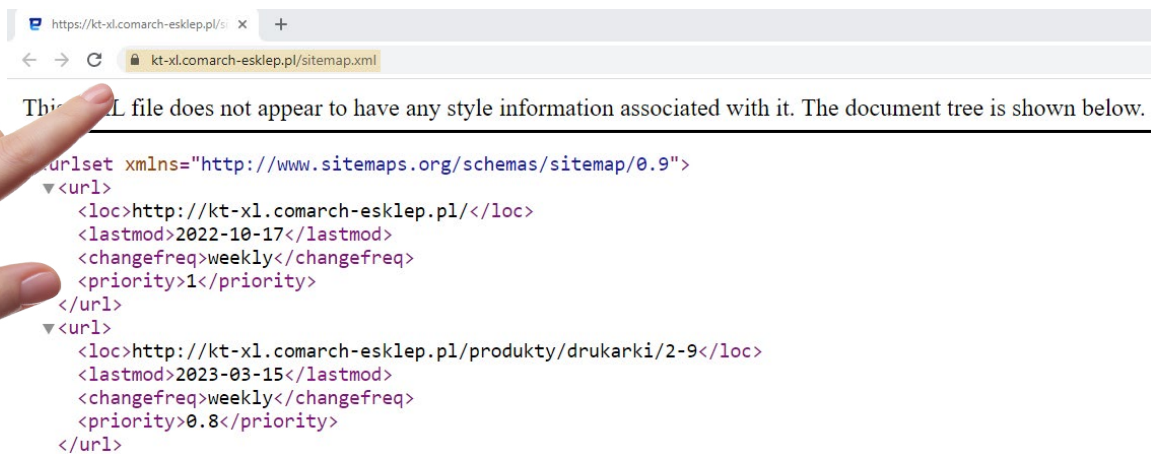 https://kt-xl.comarch-esklep.pl/si
kt-xl.comarch-esklep.pl/sitemap.xml
file does not appear to have any style information associated with it. The document tree is shown below.
urlset xmlns="http://www.sitemaps.org/schemas/sitemap/0.9">
▼<url>
<loc>http://kt-xl.comarch-esklep.pl/</loc>
<lastmod>2022-10-17</lastmod>
<changefreq>weekly</changefreq>
<priority>1</priority>
</url>
▼<url>
<loc>http://kt-xl.comarch-esklep.pl/produkty/drukarki/2-9</loc>
<lastmod>2023-03-15</lastmod>
<changefreq>weekly</changefreq>
<priority>0.8</priority>
</url>